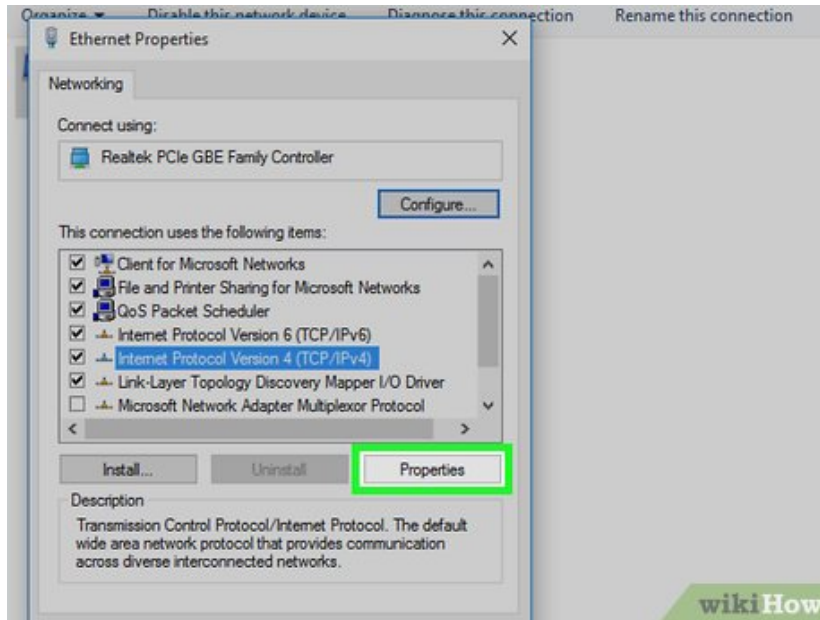 Organize Disable this network device Diagnose this connection Rename this connection
Ethernet Properties
Networking
Connect using:
Realtek PCIe GBE Family Controller
Configure...
This connection uses the following items:
Client for Microsoft Networks
File and Printer Sharing for Microsoft Networks
QoS Packet Scheduler
Internet Protocol Version 6 (TCP/IPv6)
Internet Protocol Version 4 (TCP/IPv4)
Link-Layer Topology Discovery Mapper I/O Driver
Microsoft Network Adapter Multiplexor Protocol
Install... Uninstall Properties
Description
Transmission Control Protocol/Internet Protocol. The default
wide area network protocol that provides communication
across diverse interconnected networks.
wikiHow